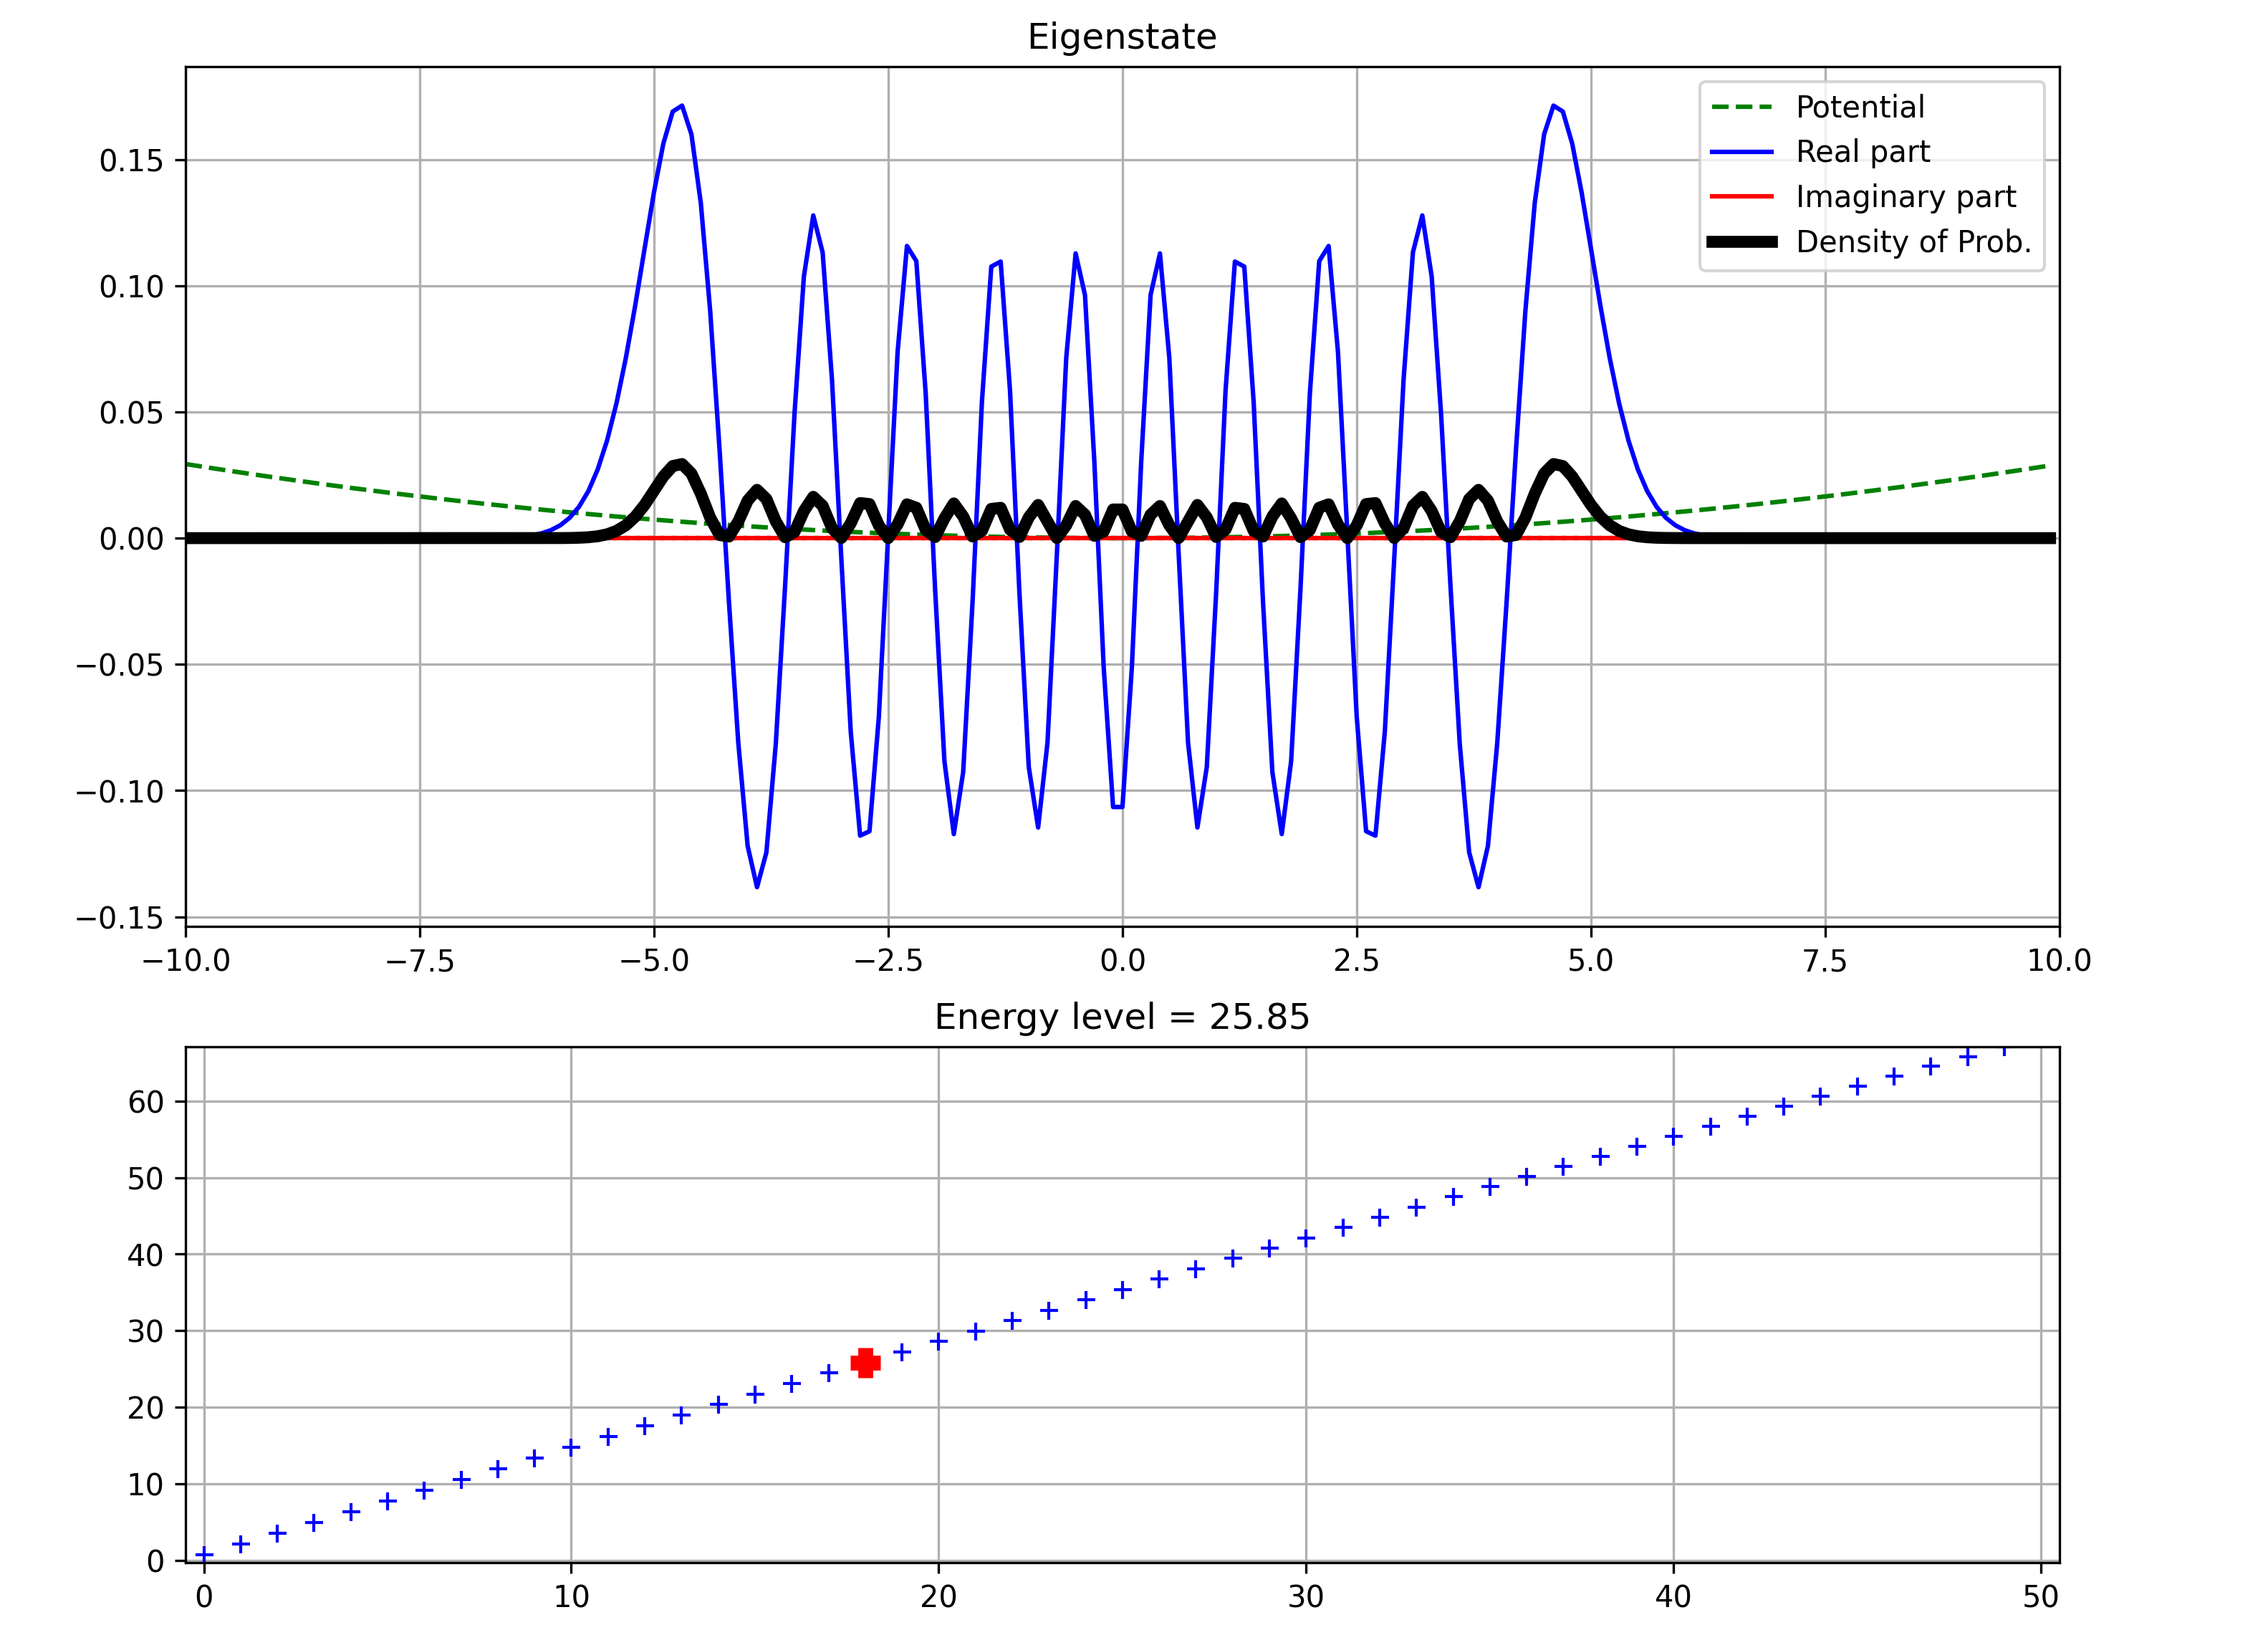 Eigenstate
Potential
Real part
Imaginary part
Density of Prob.
0.15
0.10
0.05
0.00
−0.05
−0.10
−0.15
−10.0 −7.5 −5.0 −2.5 0.0 2.5 5.0 7.5 10.0
Energy level = 25.85
60
50
40
30
20
10
0
0 10 20 30 40 50